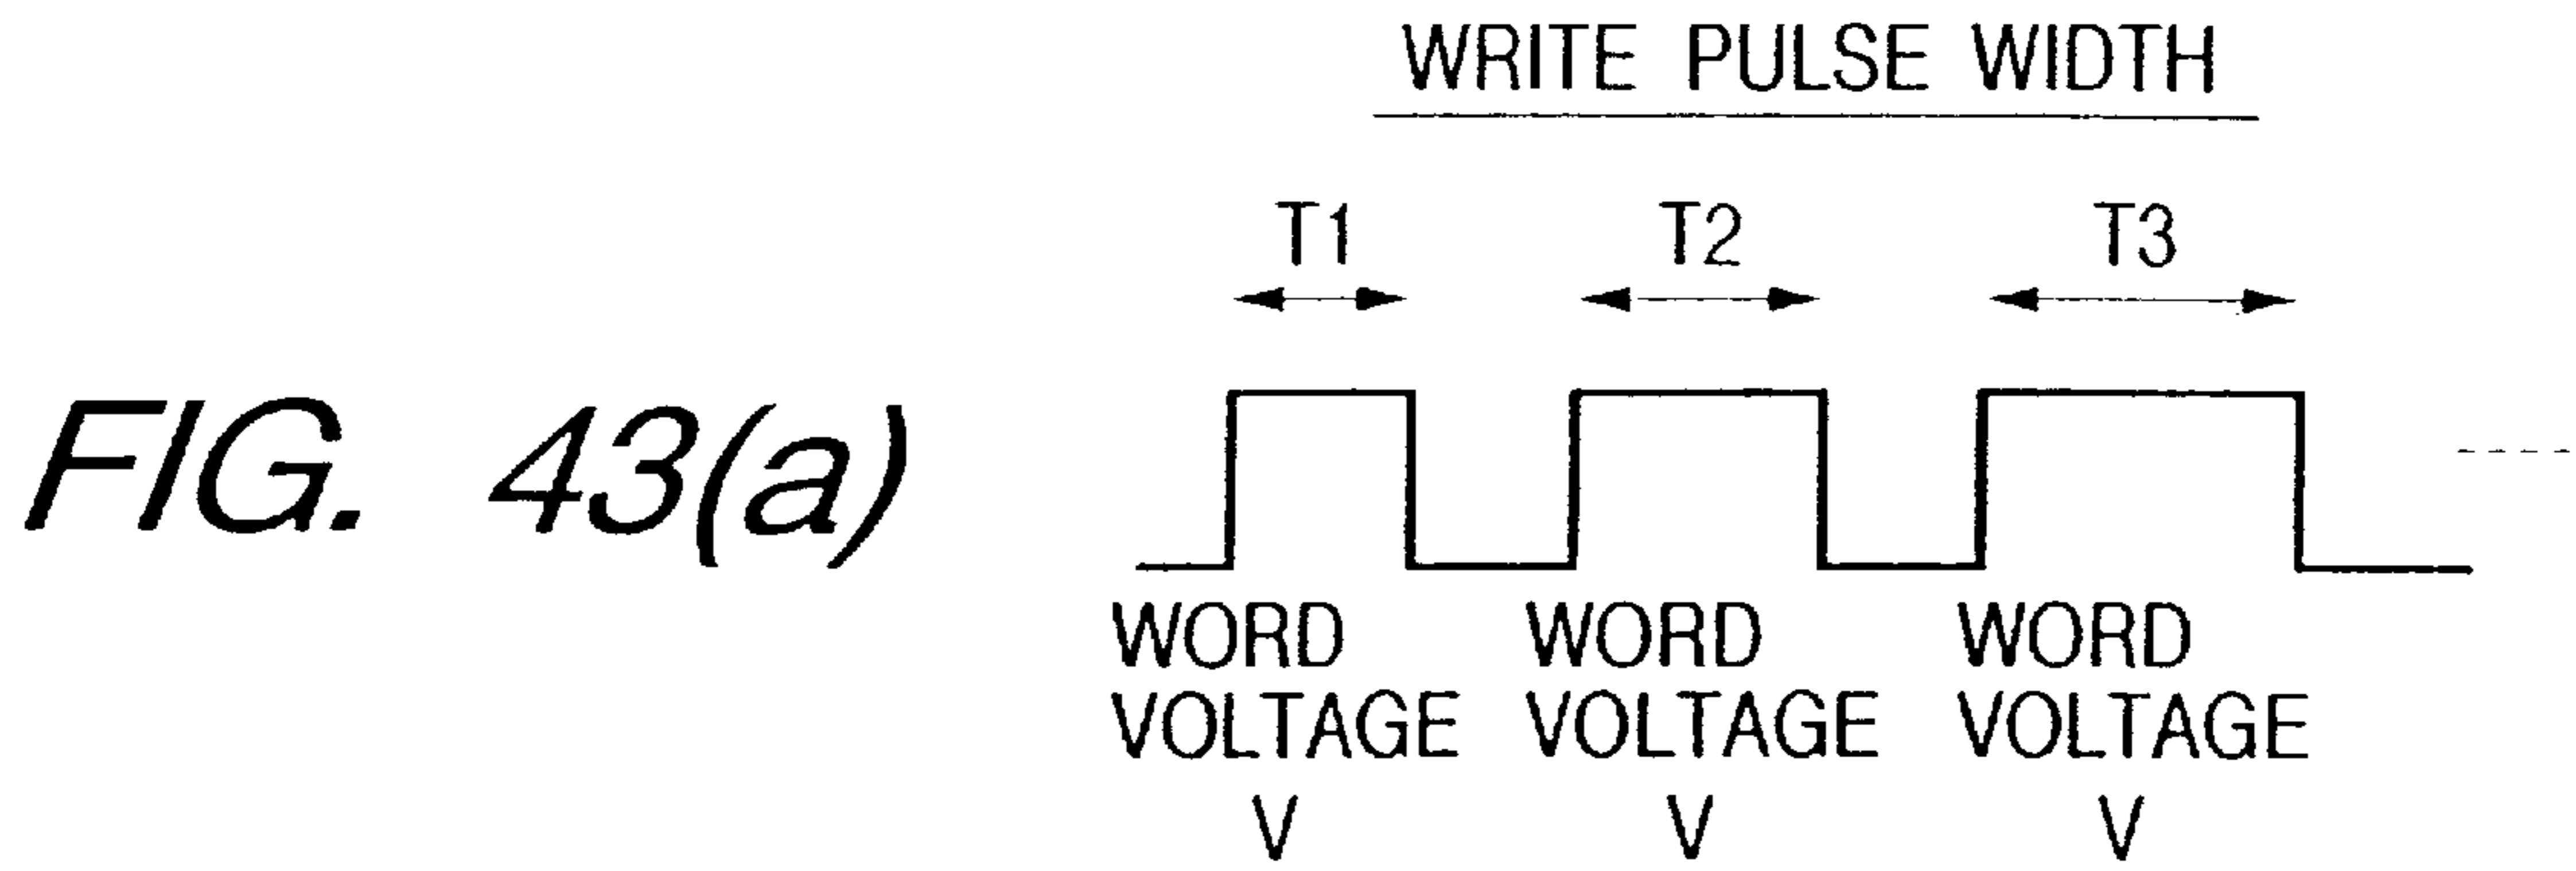 WRITE PULSE WIDTH
T1 T2 T3
FIG. 43(a)
WORD WORD WORD
VOLTAGE VOLTAGE VOLTAGE
V V V